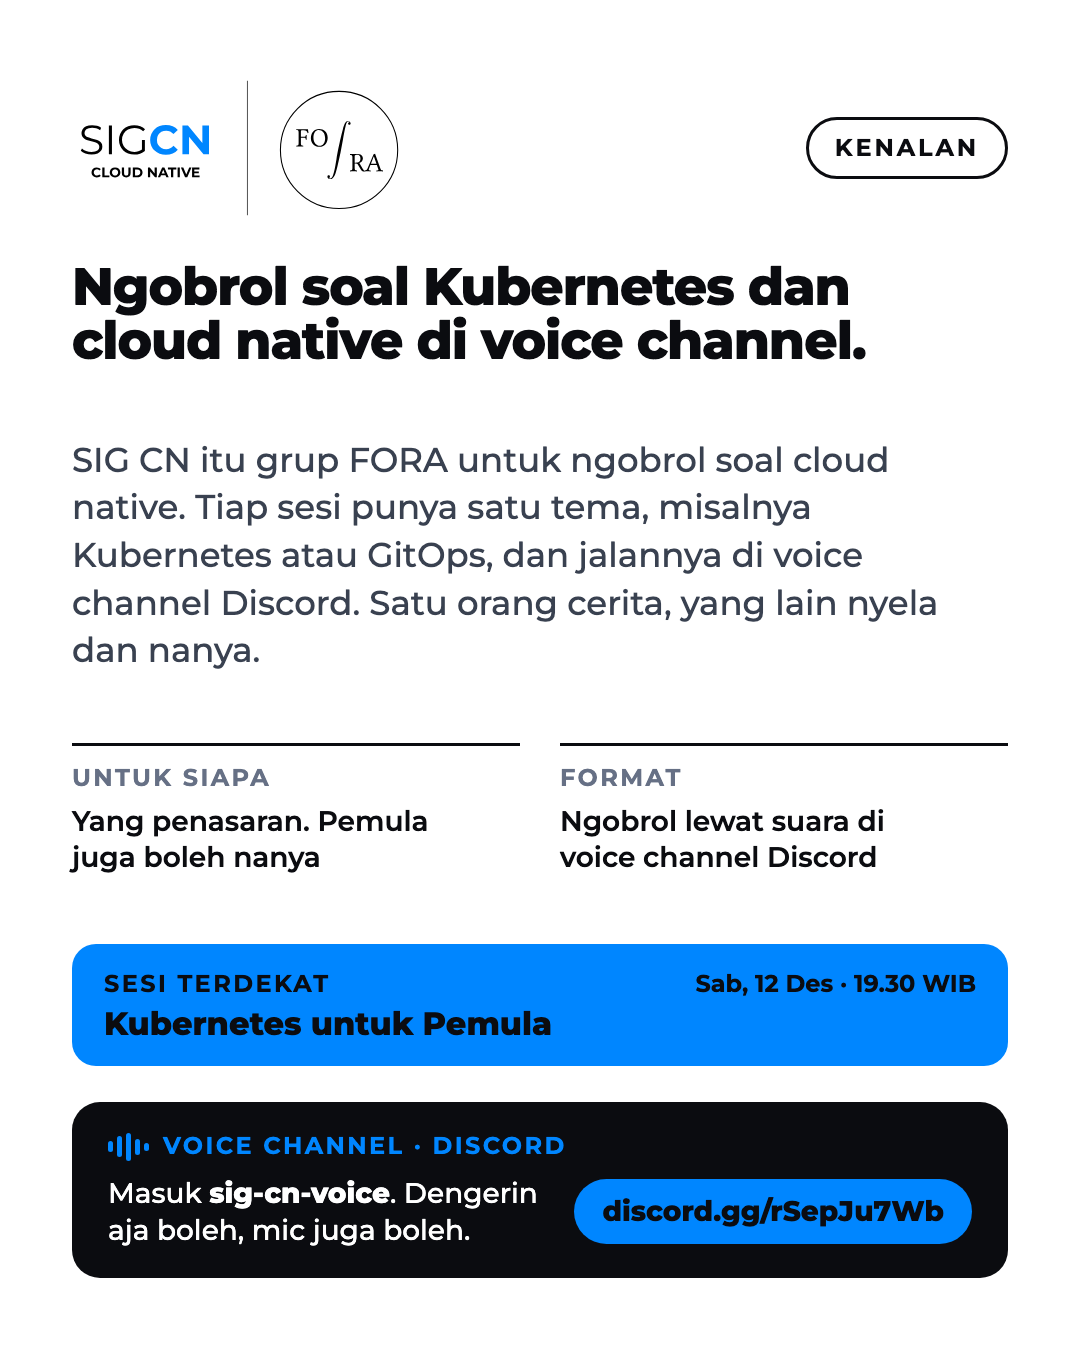 SIGCN
CLOUD NATIVE
FO
RA
KENALAN
Ngobrol soal Kubernetes dan
cloud native di voice channel.
SIG CN itu grup FORA untuk ngobrol soal cloud
native. Tiap sesi punya satu tema, misalnya
Kubernetes atau GitOps, dan jalannya di voice
channel Discord. Satu orang cerita, yang lain nyela
dan nanya.
UNTUK SIAPA
Yang penasaran. Pemula
juga boleh nanya
FORMAT
Ngobrol lewat suara di
voice channel Discord
SESI TERDEKAT
Sab, 12 Des · 19.30 WIB
Kubernetes untuk Pemula
VOICE CHANNEL · DISCORD
Masuk sig-cn-voice. Dengerin
aja boleh, mic juga boleh.
discord.gg/rSepJu7Wb